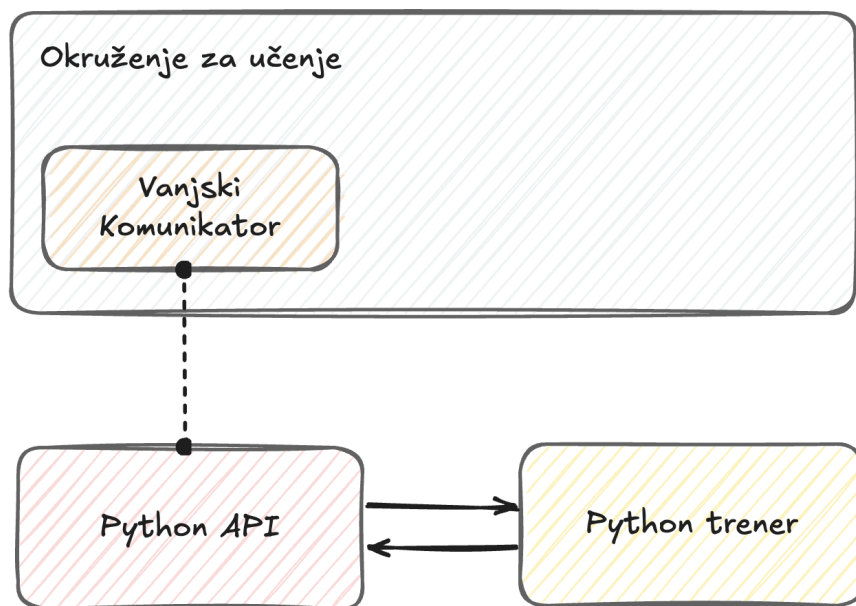 Okruženje za učenje
Vanjski
Komunikator
Python API
Python trener